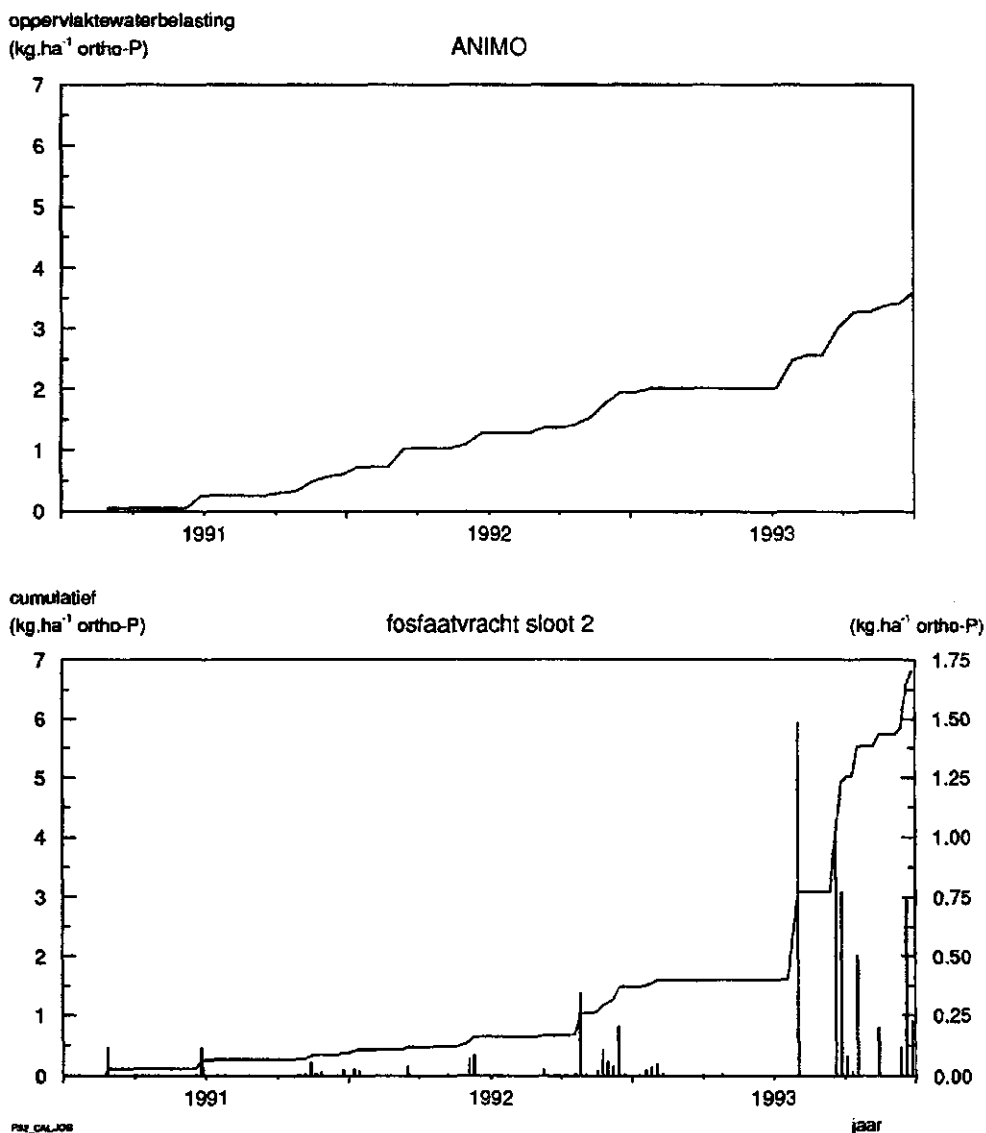 oppervlaktewaterbelasting
(kg.ha⁻¹ ortho-P)
ANIMO
7
6
5
4
3
2
1
0
1991 1992 1993
cumulatief
(kg.ha⁻¹ ortho-P) fosfaatvracht sloot 2 (kg.ha⁻¹ ortho-P)
7 1.75
6 1.50
5 1.25
4 1.00
3 0.75
2 0.50
1 0.25
0 0.00
1991 1992 1993
jaar